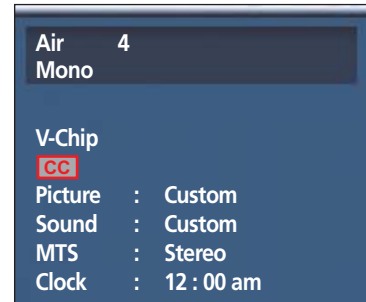 Air 4
Mono
V-Chip
CC
Picture : Custom
Sound : Custom
MTS : Stereo
Clock : 12 : 00 am